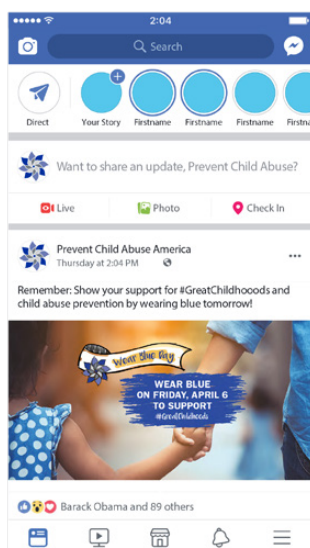 2:04
Search
Direct
Your Story
Firstname
Firstname
Firstname
Firstna
Want to share an update, Prevent Child Abuse?
Live
Photo
Check In
Prevent Child Abuse America
Thursday at 2:04 PM
Remember: Show your support for #GreatChildhooods and
child abuse prevention by wearing blue tomorrow!
Wear Blue Day
WEAR BLUE
ON FRIDAY, APRIL 6
TO SUPPORT
#GreatChildhoods
Barack Obama and 89 others